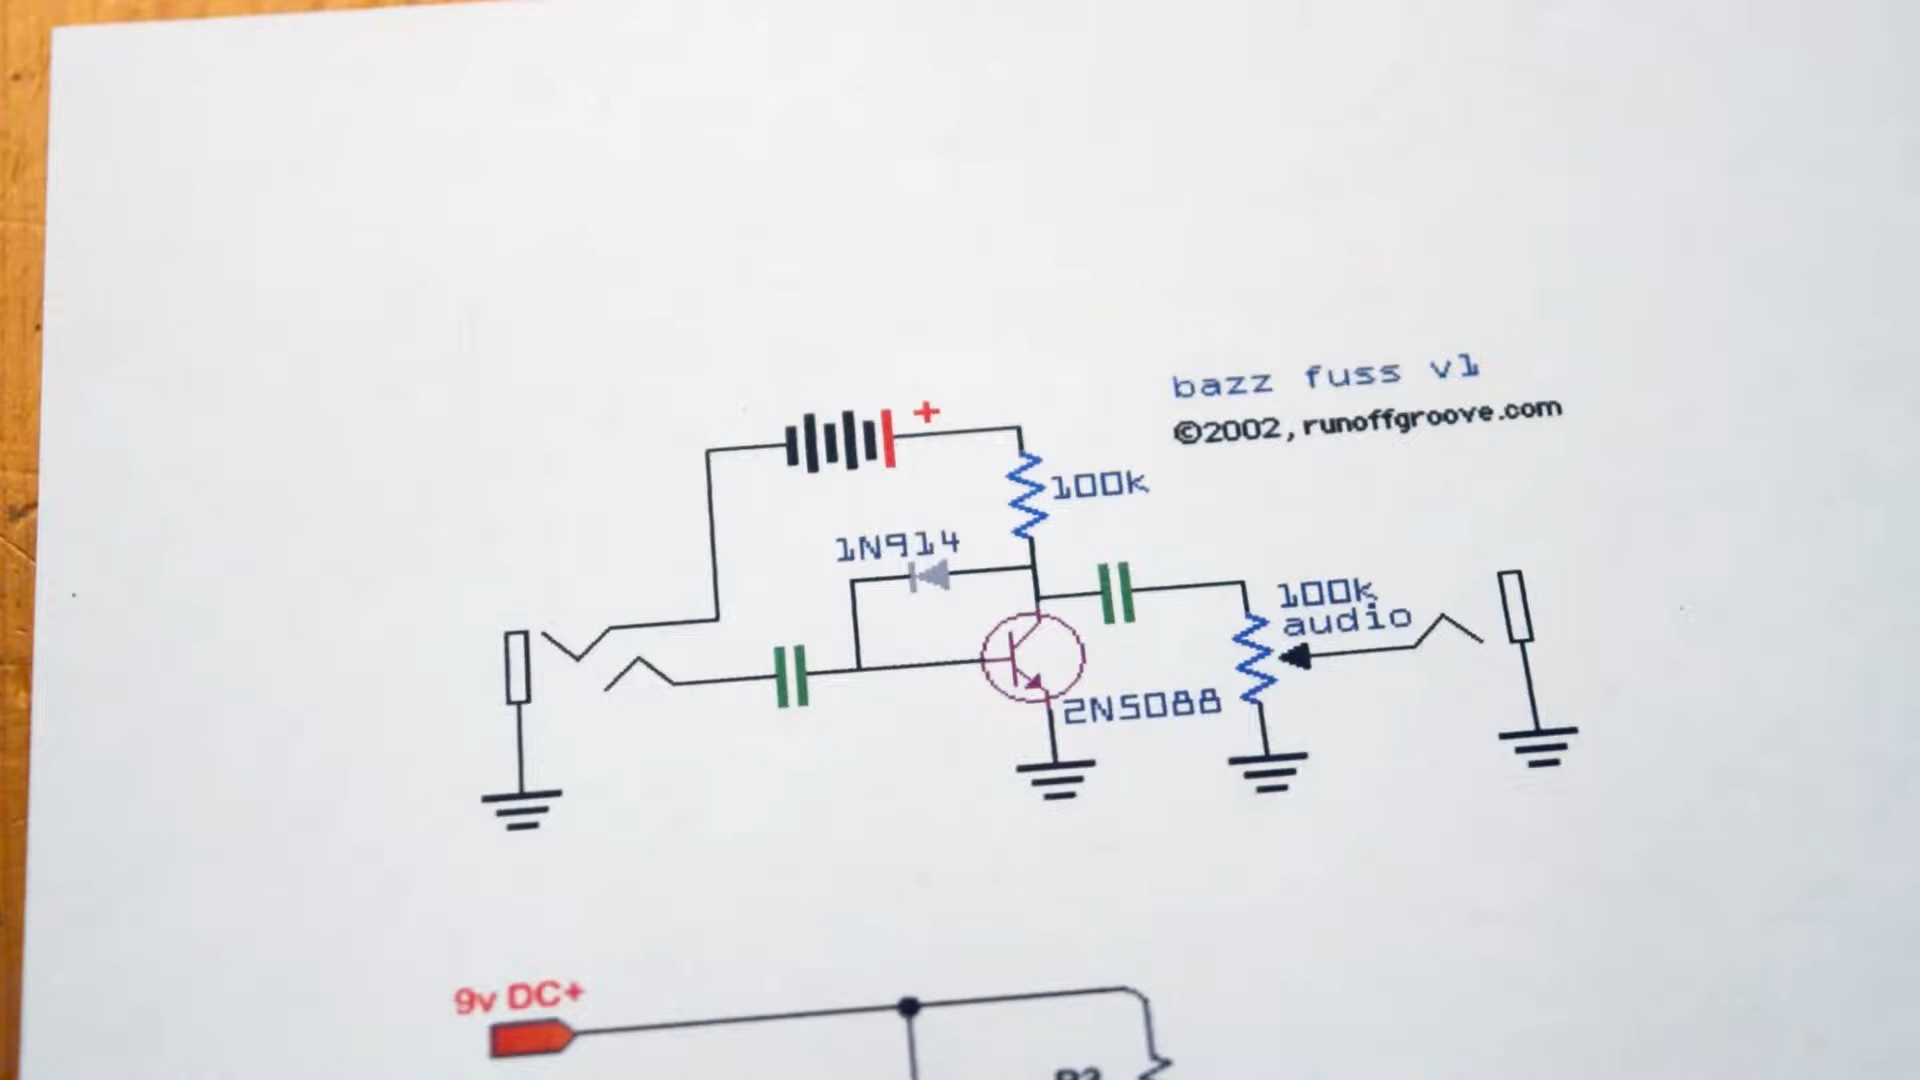 bazz fuss v1
©2002, runoffgroove.com
+
100k
1N914
100k
audio
2N5088
9v DC+